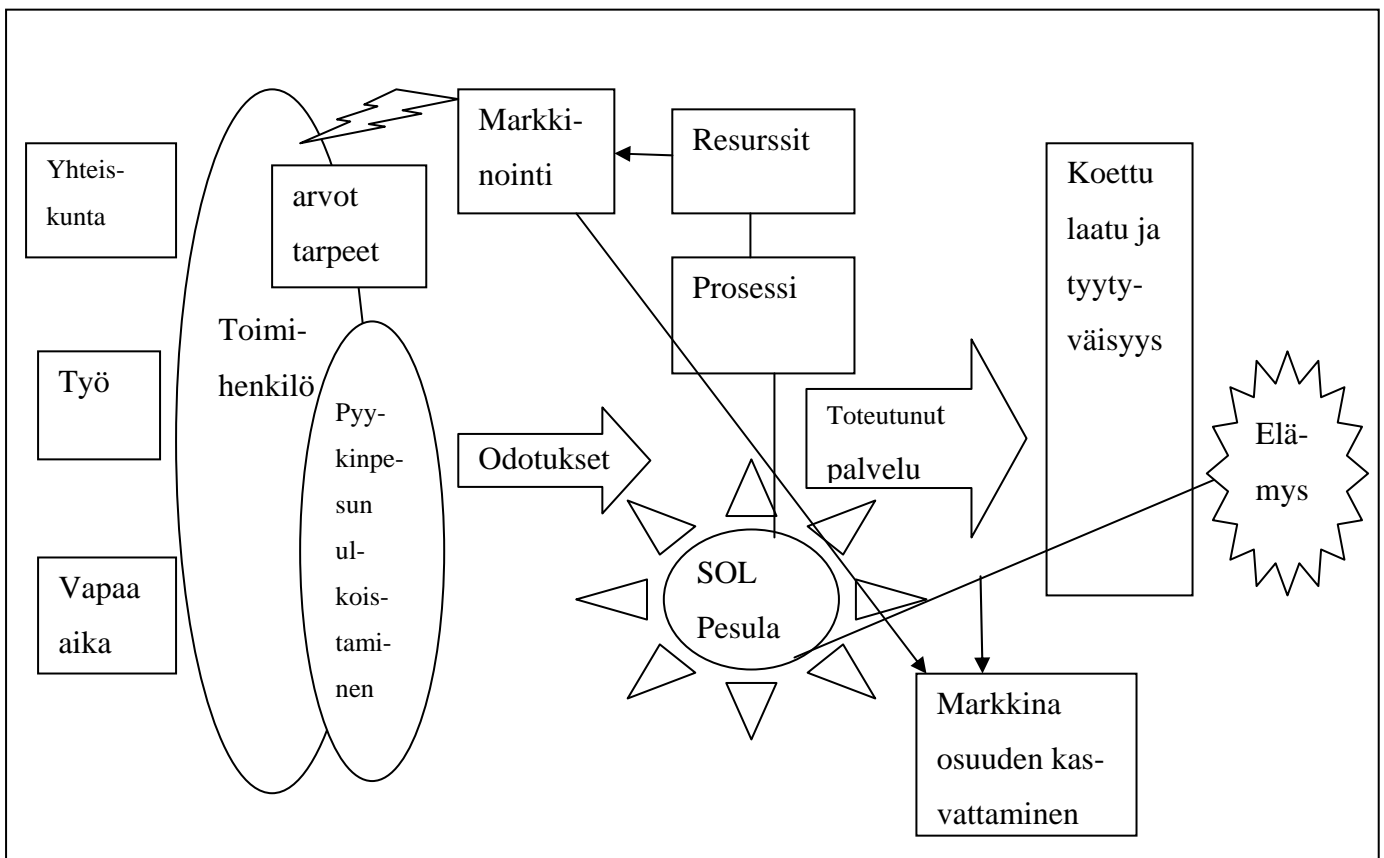 Yhteis-
kunta
Työ
Vapaa
aika
Toimi-
henkilö
arvot
tarpeet
Pyy-
kinpe-
sun
ul-
kois-
tami-
nen
Markki-
nointi
Resurssit
Prosessi
Odotukset
SOL
Pesula
Toteutunut
palvelu
Koettu
laatu ja
tyyty-
väisyys
Elä-
mys
Markkina
osuuden kas-
vattaminen